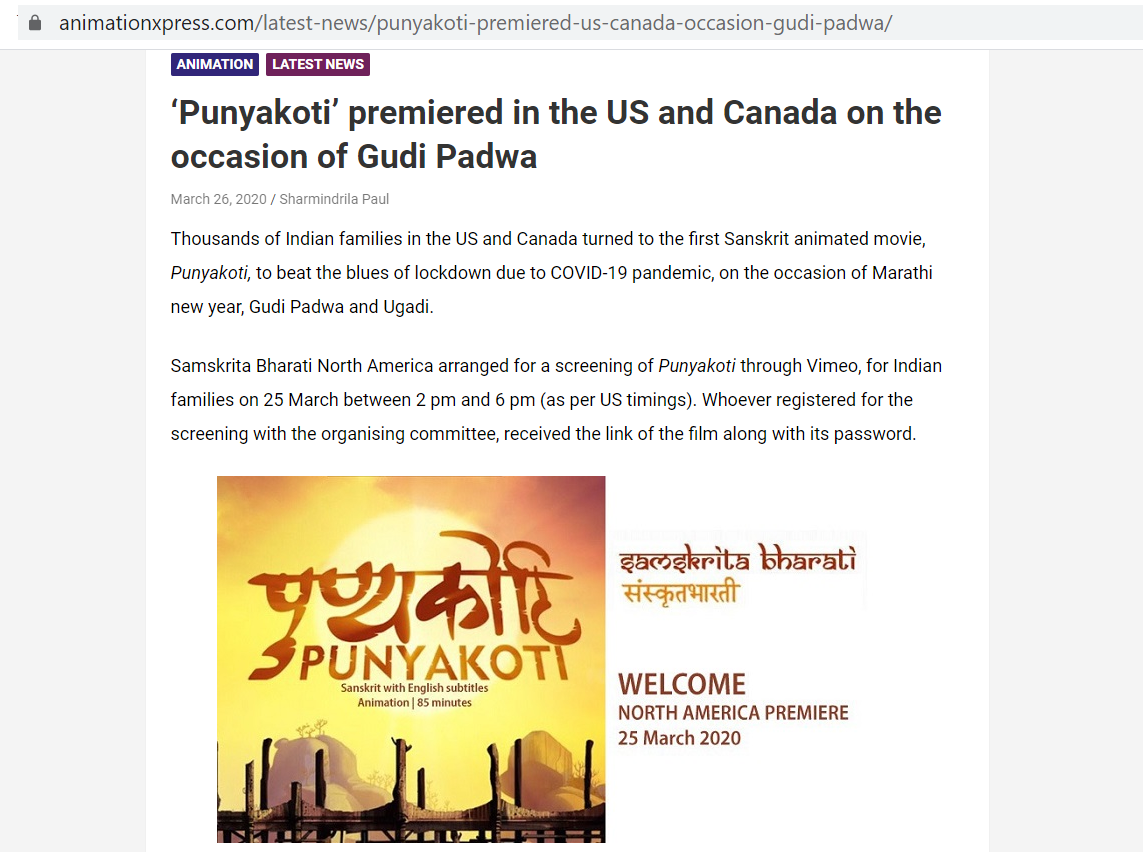 animationxpress.com/latest-news/punyakoti-premiered-us-canada-occasion-gudi-padwa/
ANIMATION LATEST NEWS
‘Punyakoti’ premiered in the US and Canada on the
occasion of Gudi Padwa
March 26, 2020 / Sharmindrila Paul
Thousands of Indian families in the US and Canada turned to the first Sanskrit animated movie,
Punyakoti, to beat the blues of lockdown due to COVID-19 pandemic, on the occasion of Marathi
new year, Gudi Padwa and Ugadi.
Samskrita Bharati North America arranged for a screening of Punyakoti through Vimeo, for Indian
families on 25 March between 2 pm and 6 pm (as per US timings). Whoever registered for the
screening with the organising committee, received the link of the film along with its password.
पुण्यकोटि
PUNYAKOTI
Sanskrit with English subtitles
Animation | 85 minutes
samskrita bharati
संस्कृतभारती
WELCOME
NORTH AMERICA PREMIERE
25 March 2020